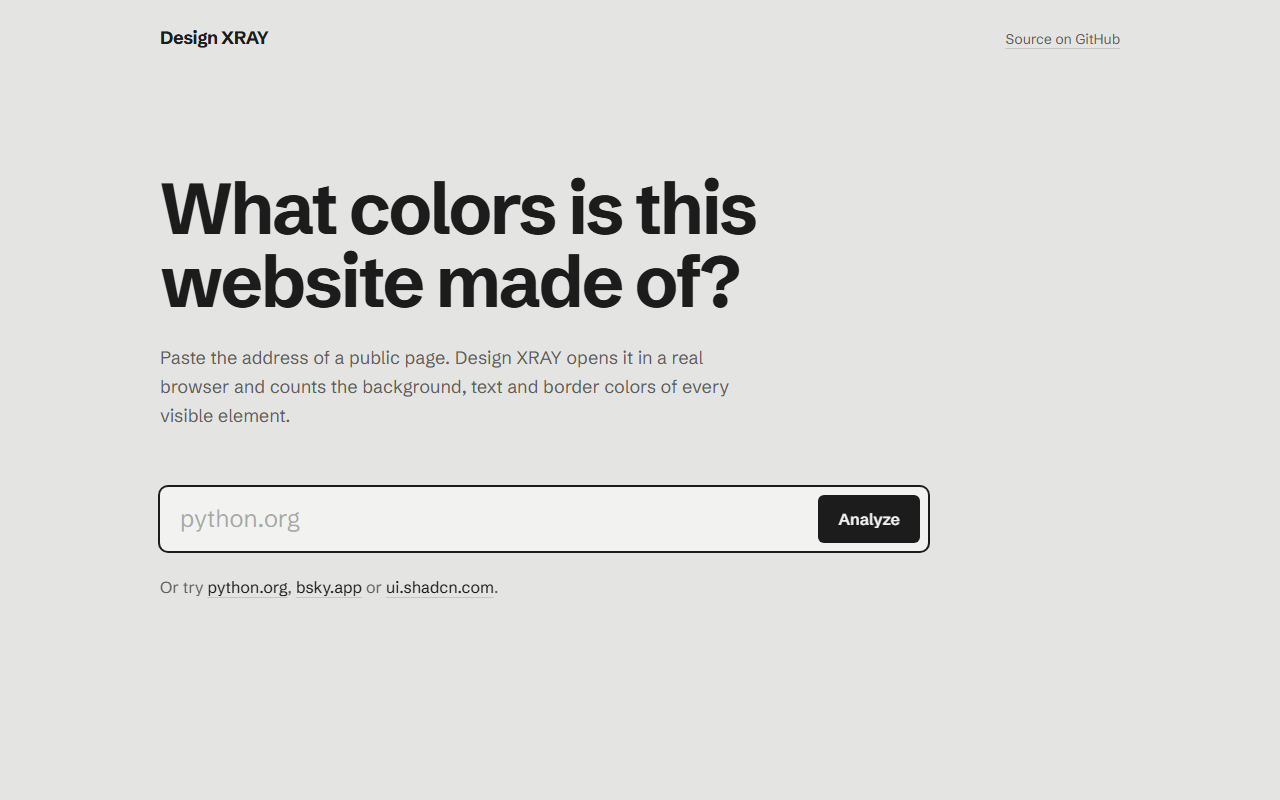 Design XRAY
Source on GitHub
What colors is this
website made of?
Paste the address of a public page. Design XRAY opens it in a real
browser and counts the background, text and border colors of every
visible element.
python.org
Analyze
Or try python.org, bsky.app or ui.shadcn.com.